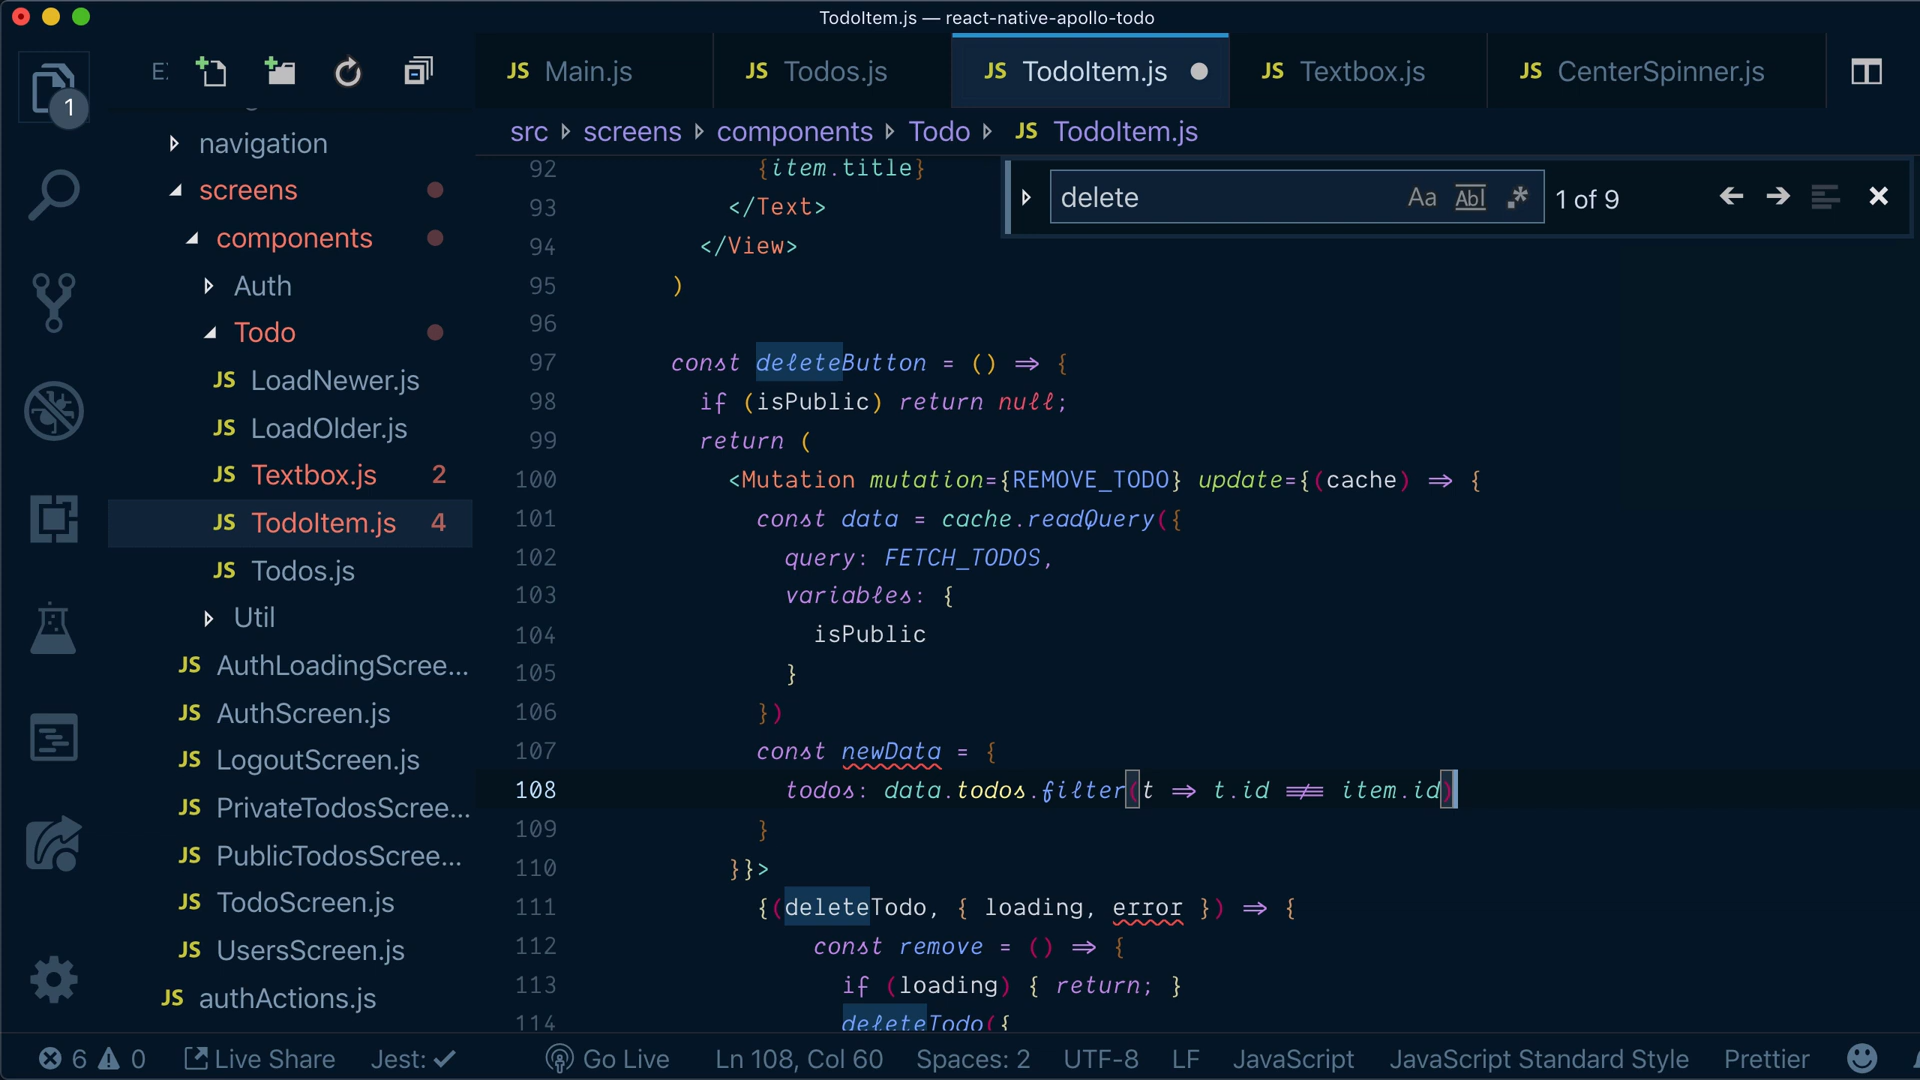 TodoItem.js — react-native-apollo-todo
E:
JS Main.js
JS Todos.js
JS TodoItem.js
JS Textbox.js
JS CenterSpinner.js
1
src screens components Todo JS TodoItem.js
navigation
screens
components
Auth
Todo
JS LoadNewer.js
JS LoadOlder.js
JS Textbox.js 2
JS TodoItem.js 4
JS Todos.js
Util
JS AuthLoadingScree...
JS AuthScreen.js
JS LogoutScreen.js
JS PrivateTodosScree...
JS PublicTodosScree...
JS TodoScreen.js
JS UsersScreen.js
JS authActions.js
delete Aa Abl .* 1 of 9
92 {item.title}
93 </Text>
94 </View>
95 )
96
97 const deleteButton = () => {
98 if (isPublic) return null;
99 return (
100 <Mutation mutation={REMOVE_TODO} update={(cache) => {
101 const data = cache.readQuery({
102 query: FETCH_TODOS,
103 variables: {
104 isPublic
105 }
106 })
107 const newData = {
108 todos: data.todos.filter(t => t.id !== item.id)
109 }
110 }}>
111 {(deleteTodo, { loading, error }) => {
112 const remove = () => {
113 if (loading) { return; }
114 deleteTodo({
6 0 Live Share Jest: ✓ Go Live Ln 108, Col 60 Spaces: 2 UTF-8 LF JavaScript JavaScript Standard Style Prettier